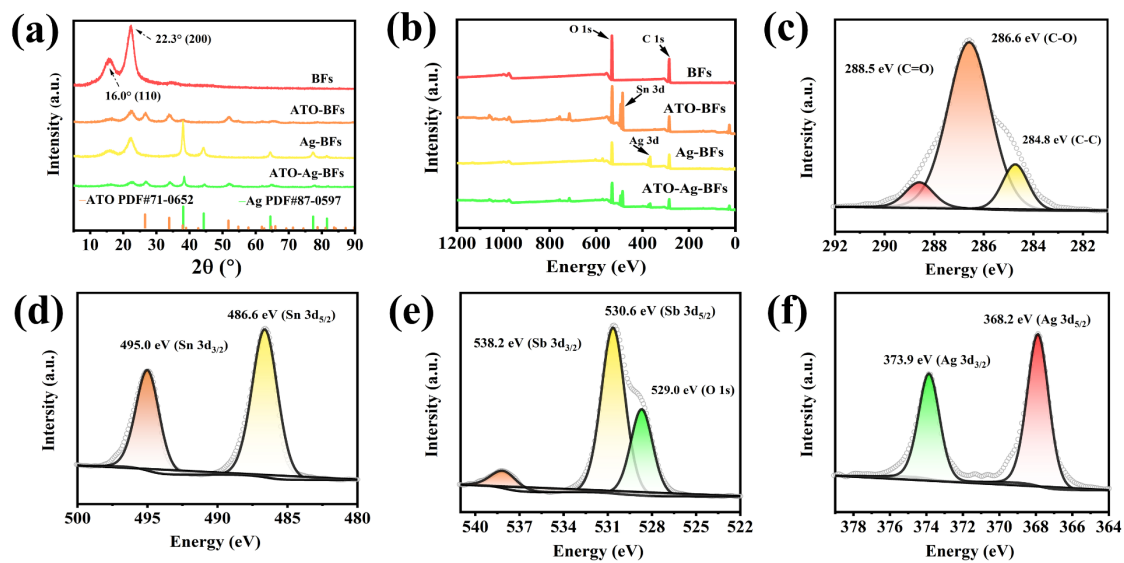 (a)
Intensity (a.u.)
22.3° (200)
16.0° (110)
BFs
ATO-BFs
Ag-BFs
ATO-Ag-BFs
ATO PDF#71-0652
Ag PDF#87-0597
10 20 30 40 50 60 70 80 90
2θ (°)
(b)
Intensity (a.u.)
O 1s
C 1s
BFs
Sn 3d
ATO-BFs
Ag 3d
Ag-BFs
ATO-Ag-BFs
1200 1000 800 600 400 200 0
Energy (eV)
(c)
Intersity (a.u.)
286.6 eV (C-O)
288.5 eV (C=O)
284.8 eV (C-C)
292 290 288 286 284 282
Energy (eV)
(d)
Intersity (a.u.)
486.6 eV (Sn 3d5/2)
495.0 eV (Sn 3d3/2)
500 495 490 485 480
Energy (eV)
(e)
Intersity (a.u.)
530.6 eV (Sb 3d5/2)
538.2 eV (Sb 3d3/2)
529.0 eV (O 1s)
540 537 534 531 528 525 522
Energy (eV)
(f)
Intersity (a.u.)
368.2 eV (Ag 3d5/2)
373.9 eV (Ag 3d3/2)
378 376 374 372 370 368 366 364
Energy (eV)